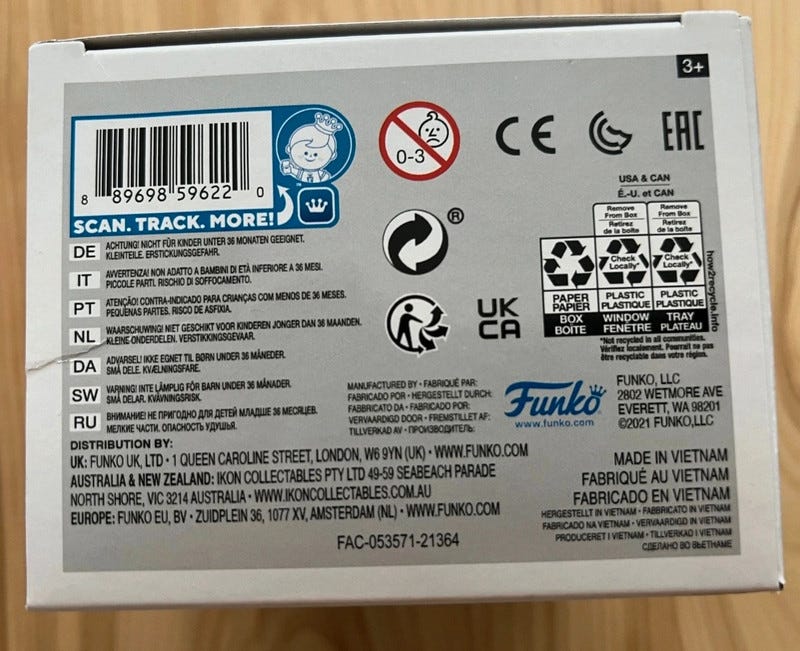 3+
8 89698 59622 0
SCAN. TRACK. MORE!
0-3
CE
EAC
USA & CAN
É.-U. et CAN
Remove From Box
Retirez de la boîte
Remove From Box
Retirez de la boîte
Check Locally*
Check Locally*
PAPER
PAPIER
BOX
BOÎTE
PLASTIC
PLASTIQUE
WINDOW
FENÊTRE
PLASTIC
PLASTIQUE
TRAY
PLATEAU
how2recycle.info
*Not recycled in all communities.
Vérifiez localement. Pourrait ne pas
être recyclable dans votre région.
®
UK
CA
DE ACHTUNG! NICHT FÜR KINDER UNTER 36 MONATEN GEEIGNET.
KLEINTEILE. ERSTICKUNGSGEFAHR.
IT AVVERTENZA! NON ADATTO A BAMBINI DI ETÀ INFERIORE A 36 MESI.
PICCOLE PARTI. RISCHIO DI SOFFOCAMENTO.
PT ATENÇÃO! CONTRA-INDICADO PARA CRIANÇAS COM MENOS DE 36 MESES.
PEQUENAS PARTES. RISCO DE ASFIXIA.
NL WAARSCHUWING! NIET GESCHIKT VOOR KINDEREN JONGER DAN 36 MAANDEN.
KLEINE ONDERDELEN. VERSTIKKINGSGEVAAR.
DA ADVARSEL! IKKE EGNET TIL BØRN UNDER 36 MÅNEDER.
SMÅ DELE. KVÆLNINGSFARE.
SW VARNING! INTE LÄMPLIG FÖR BARN UNDER 36 MÅNADER.
SMÅ DELAR. KVÄVNINGSRISK.
RU ВНИМАНИЕ! НЕ ПРИГОДНО ДЛЯ ДЕТЕЙ МЛАДШЕ 36 МЕСЯЦЕВ.
МЕЛКИЕ ЧАСТИ. ОПАСНОСТЬ УДУШЬЯ.
MANUFACTURED BY • FABRIQUÉ PAR:
FABRICADO POR • HERGESTELLT DURCH:
FABBRICATO DA • FABRICADO POR:
VERVAARDIGD DOOR • FREMSTILLET AF:
TILLVERKAD AV • ПРОИЗВОДИТЕЛЬ:
Funko
www.funko.com
FUNKO, LLC
2802 WETMORE AVE
EVERETT, WA 98201
©2021 FUNKO,LLC
DISTRIBUTION BY:
UK: FUNKO UK, LTD • 1 QUEEN CAROLINE STREET, LONDON, W6 9YN (UK) • WWW.FUNKO.COM
AUSTRALIA & NEW ZEALAND: IKON COLLECTABLES PTY LTD 49-59 SEABEACH PARADE
NORTH SHORE, VIC 3214 AUSTRALIA • WWW.IKONCOLLECTABLES.COM.AU
EUROPE: FUNKO EU, BV • ZUIDPLEIN 36, 1077 XV, AMSTERDAM (NL) • WWW.FUNKO.COM
MADE IN VIETNAM
FABRIQUÉ AU VIETNAM
FABRICADO EN VIETNAM
HERGESTELLT IN VIETNAM • FABBRICATO IN VIETNAM
FABRICADO NA VIETNAM • VERVAARDIGD IN VIETNAM
PRODUCERET I VIETNAM • TILLVERKAD I VIETNAM
СДЕЛАНО ВО ВЬЕТНАМЕ
FAC-053571-21364